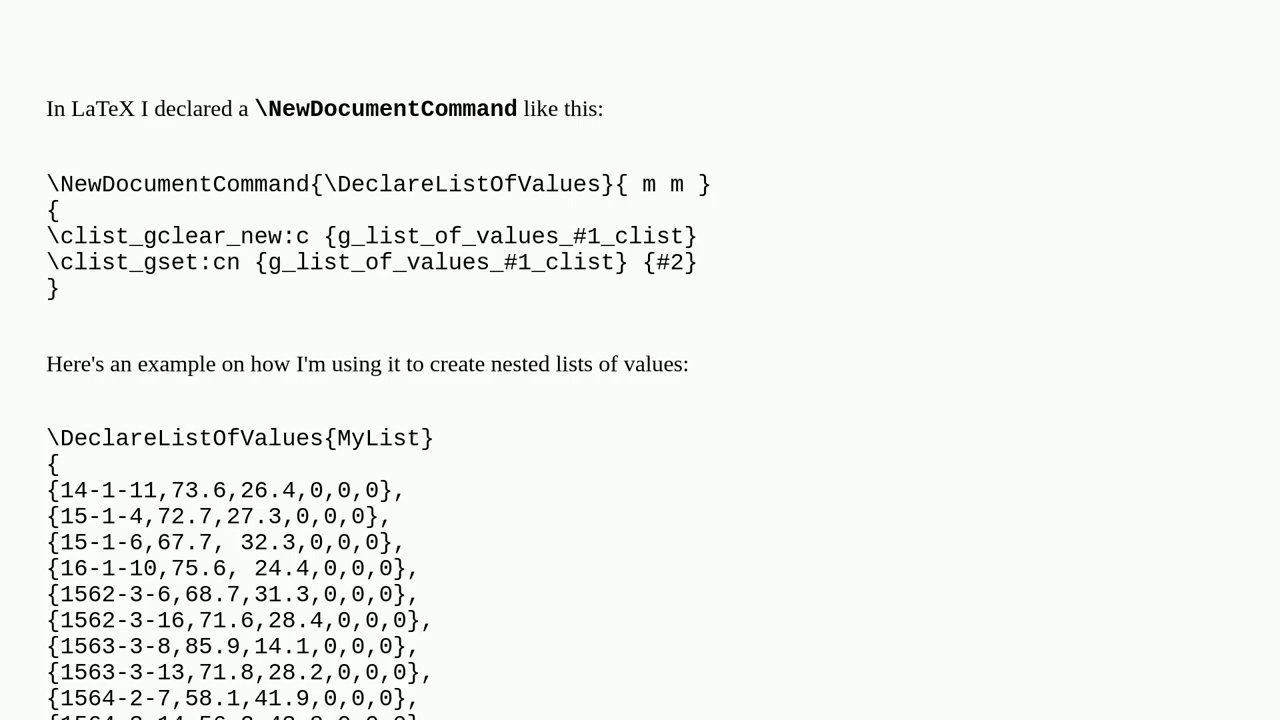 In LaTeX I declared a \NewDocumentCommand like this:
\NewDocumentCommand{\DeclareListOfValues}{ m m }
{
\clist_gclear_new:c {g_list_of_values_#1_clist}
\clist_gset:cn {g_list_of_values_#1_clist} {#2}
}
Here's an example on how I'm using it to create nested lists of values:
\DeclareListOfValues{MyList}
{
{14-1-11,73.6,26.4,0,0,0},
{15-1-4,72.7,27.3,0,0,0},
{15-1-6,67.7, 32.3,0,0,0},
{16-1-10,75.6, 24.4,0,0,0},
{1562-3-6,68.7,31.3,0,0,0},
{1562-3-16,71.6,28.4,0,0,0},
{1563-3-8,85.9,14.1,0,0,0},
{1563-3-13,71.8,28.2,0,0,0},
{1564-2-7,58.1,41.9,0,0,0},